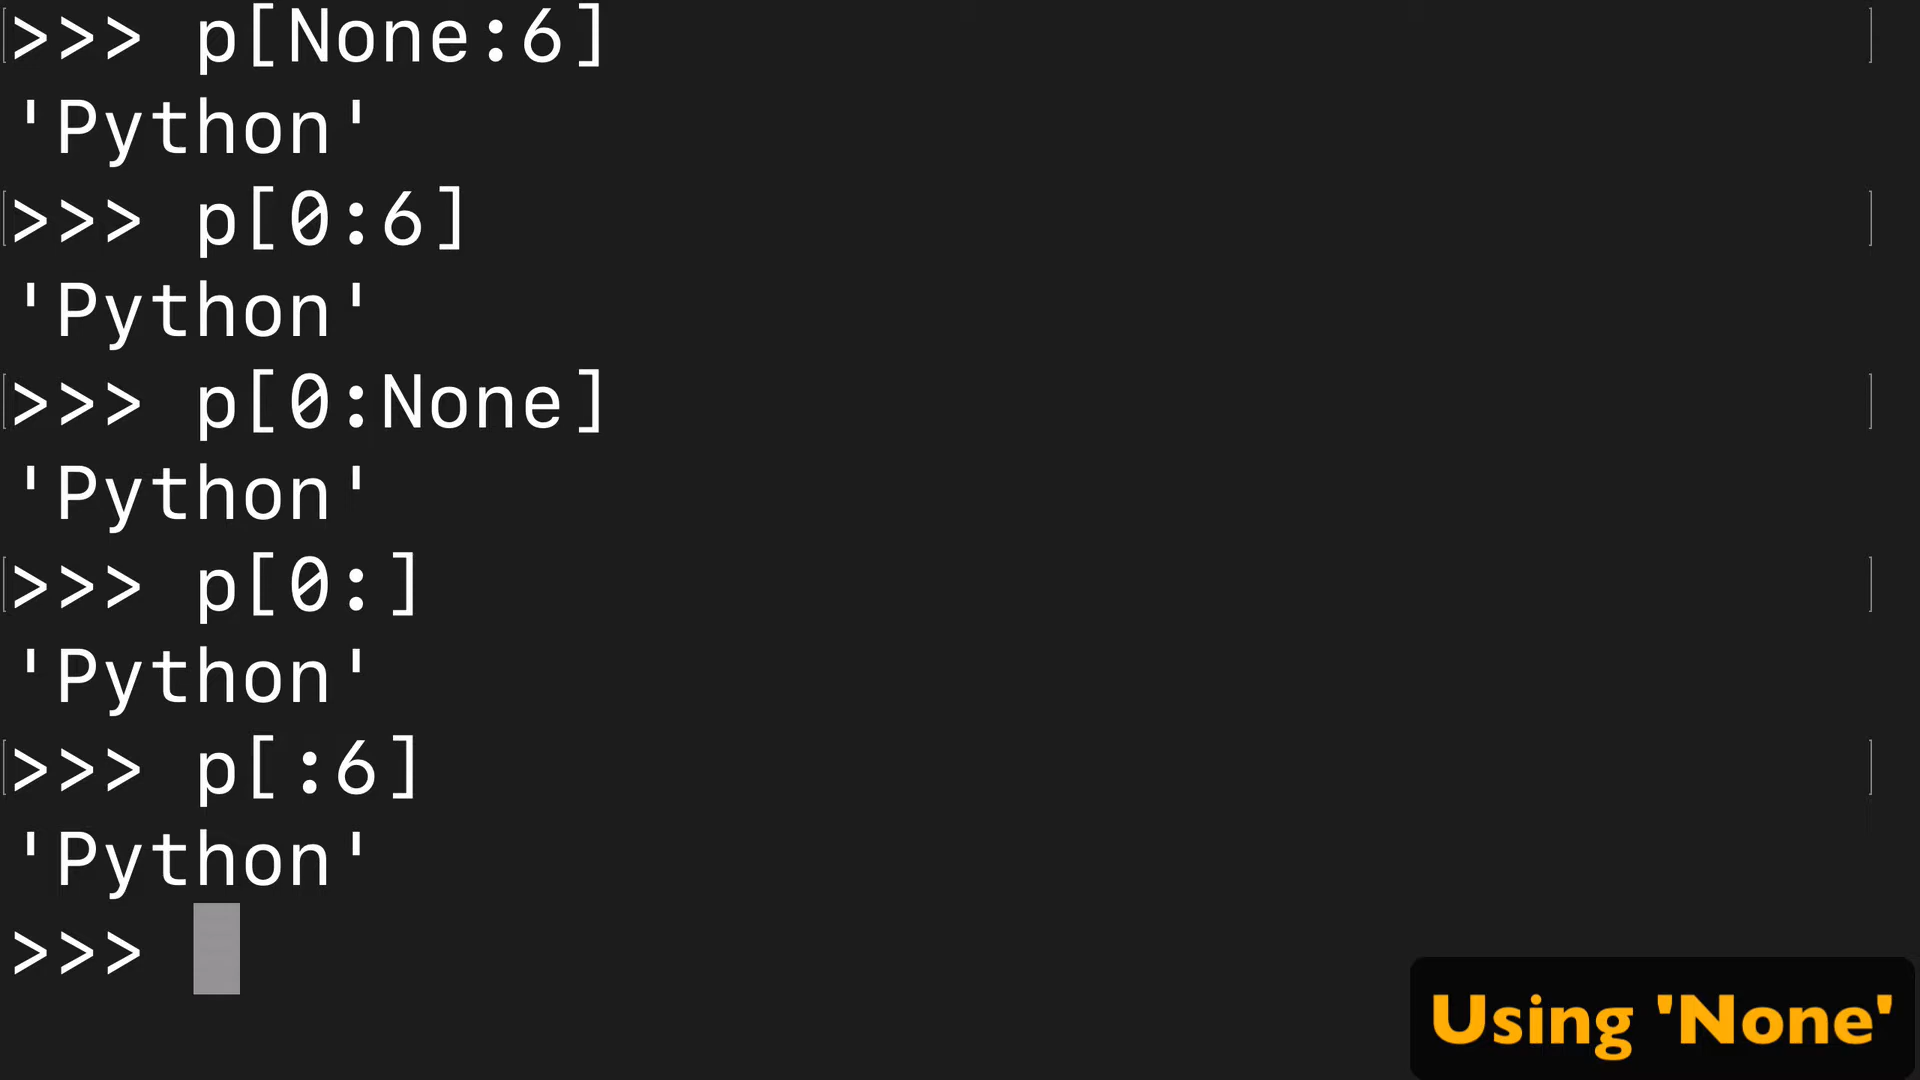 >>> p[None:6]
'Python'
>>> p[0:6]
'Python'
>>> p[0:None]
'Python'
>>> p[0:]
'Python'
>>> p[:6]
'Python'
>>>
Using 'None'